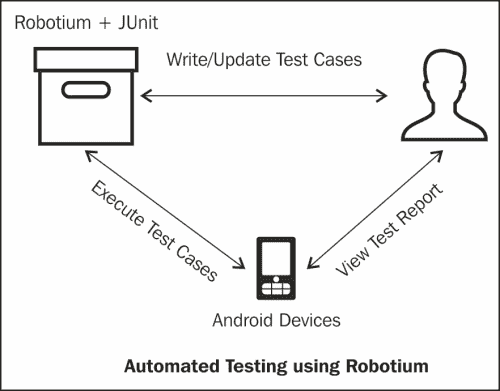 Robotium + JUnit
Write/Update Test Cases
Execute Test Cases
View Test Report
Android Devices
Automated Testing using Robotium